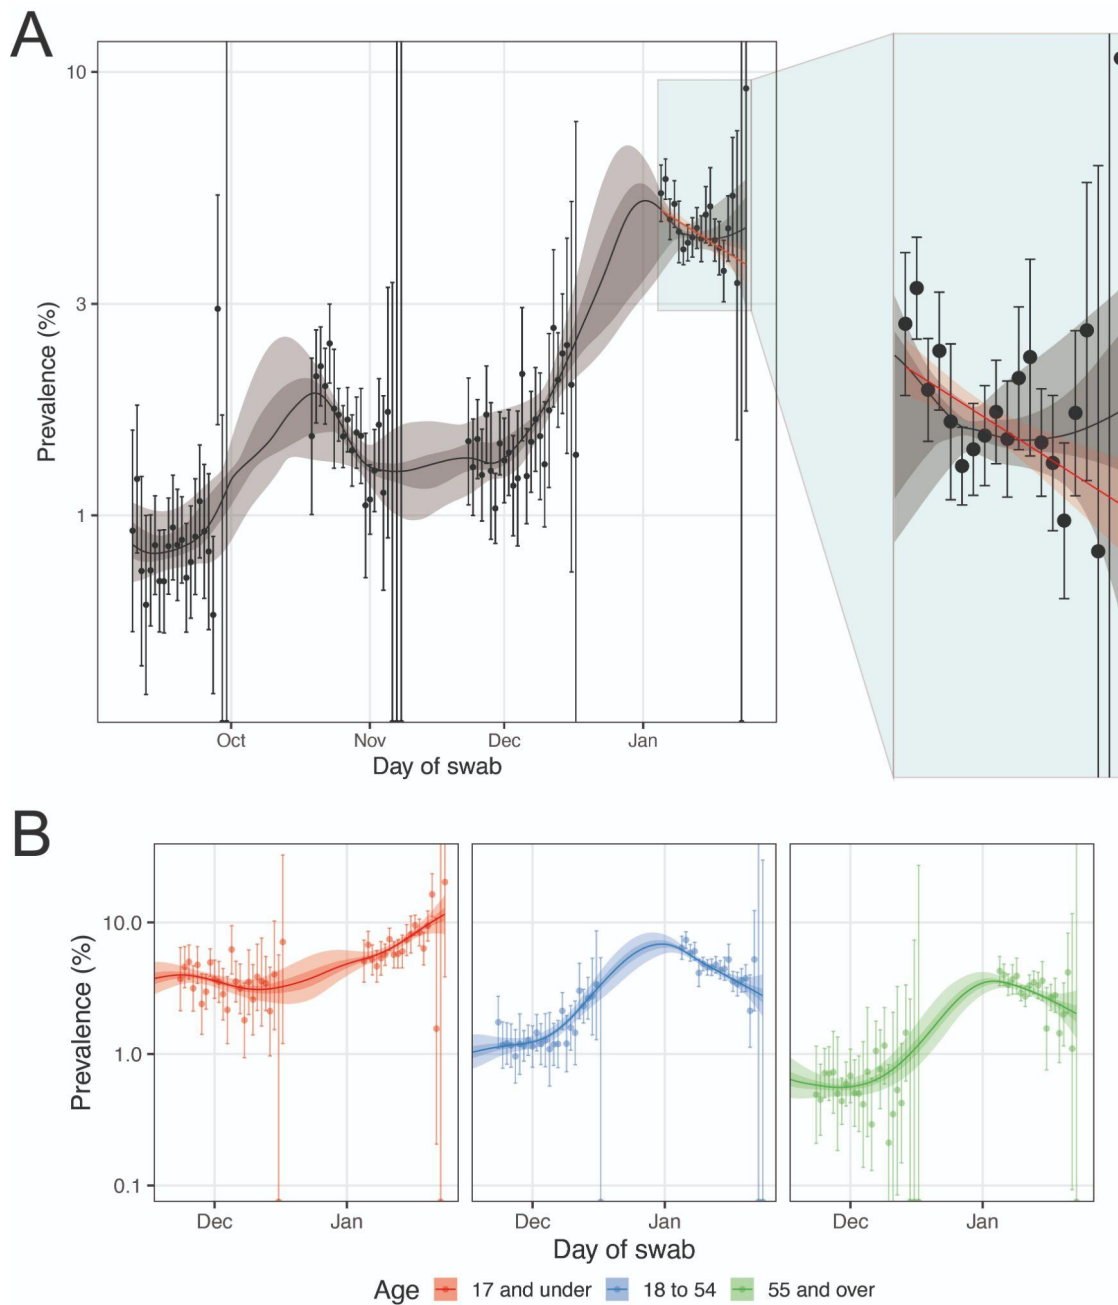 A
10
3
1
Prevalence (%)
Oct Nov Dec Jan
Day of swab
B
10.0
1.0
0.1
Prevalence (%)
Dec Jan Dec Jan Dec Jan
Day of swab
Age 17 and under 18 to 54 55 and over